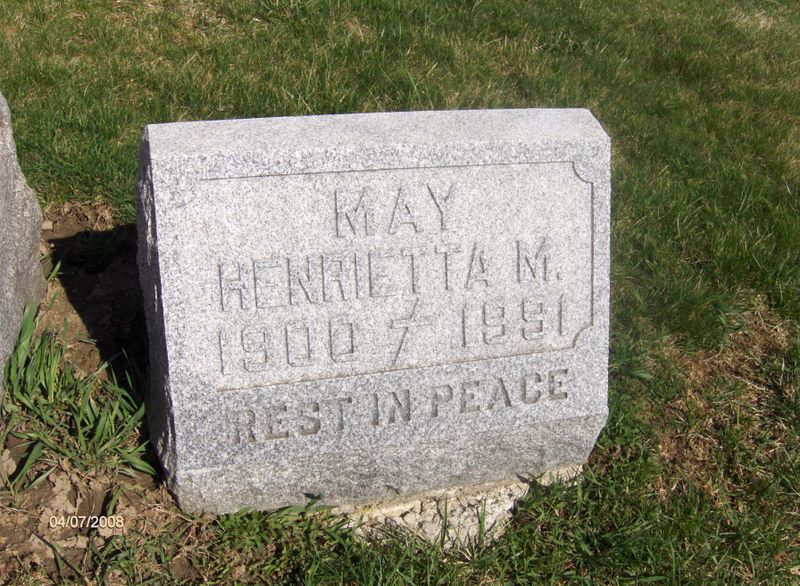 MAY
HENRIETTA M.
1900 1991
REST IN PEACE
04/07/2008